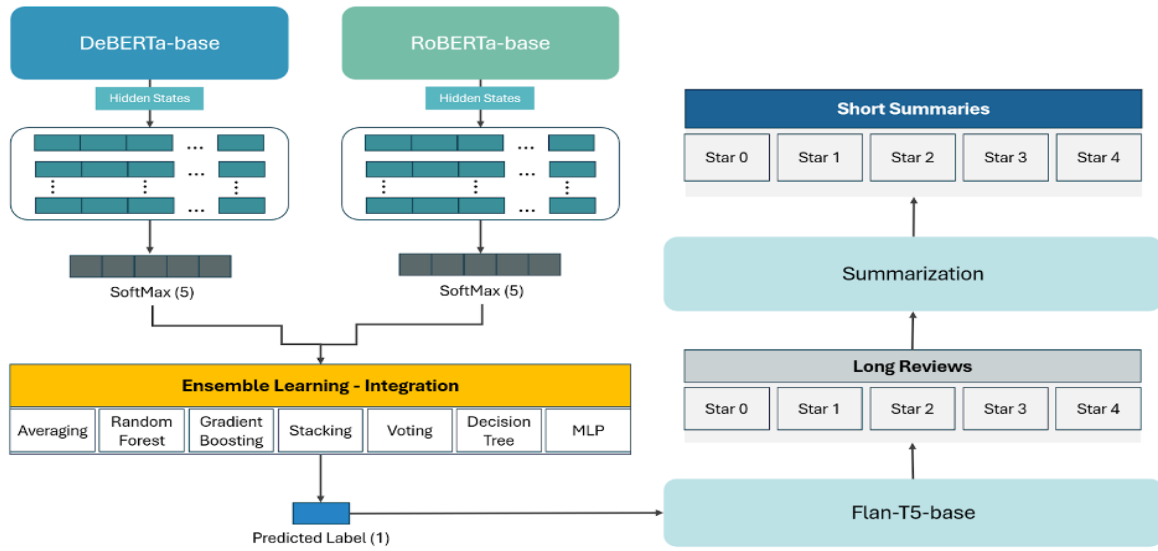 DeBERTa-base
RoBERTa-base
Hidden States
Hidden States
...
...
...
...
...
...
SoftMax (5)
SoftMax (5)
Ensemble Learning - Integration
Averaging
Random
Forest
Gradient
Boosting
Stacking
Voting
Decision
Tree
MLP
Predicted Label (1)
Short Summaries
Star 0 Star 1 Star 2 Star 3 Star 4
Summarization
Long Reviews
Star 0 Star 1 Star 2 Star 3 Star 4
Flan-T5-base